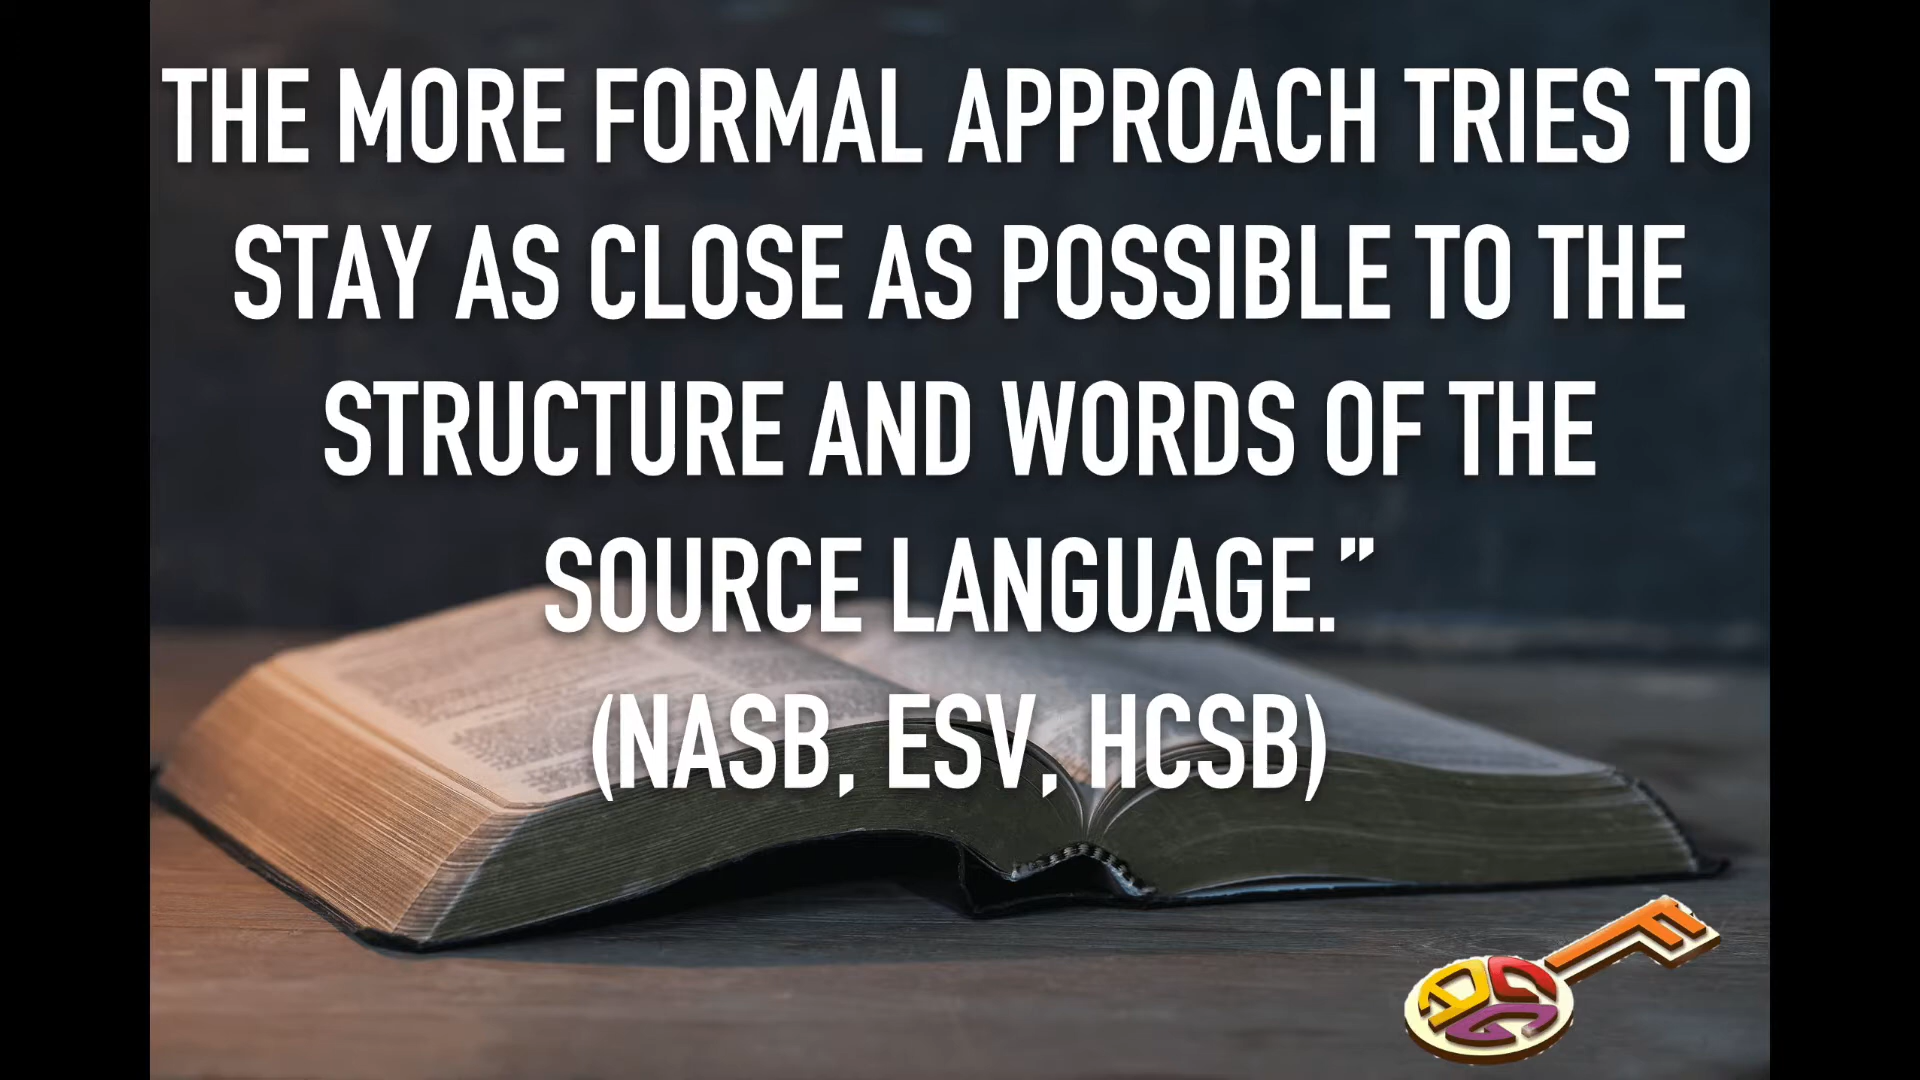 THE MORE FORMAL APPROACH TRIES TO
STAY AS CLOSE AS POSSIBLE TO THE
STRUCTURE AND WORDS OF THE
SOURCE LANGUAGE.”
(NASB, ESV, HCSB)